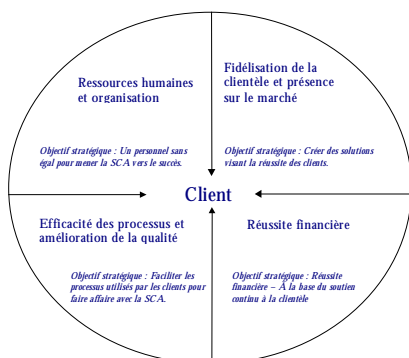 Ressources humaines
et organisation
Objectif stratégique : Un personnel sans
égal pour mener la SCA vers le succès.
Fidélisation de la
clientèle et présence
sur le marché
Objectif stratégique : Créer des solutions
visant la réussite des clients.
Client
Efficacité des processus et
amélioration de la qualité
Objectif stratégique : Faciliter les
processus utilisés par les clients pour
faire affaire avec la SCA.
Réussite financière
Objectif stratégique : Réussite
financière – À la base du soutien
continu à la clientèle